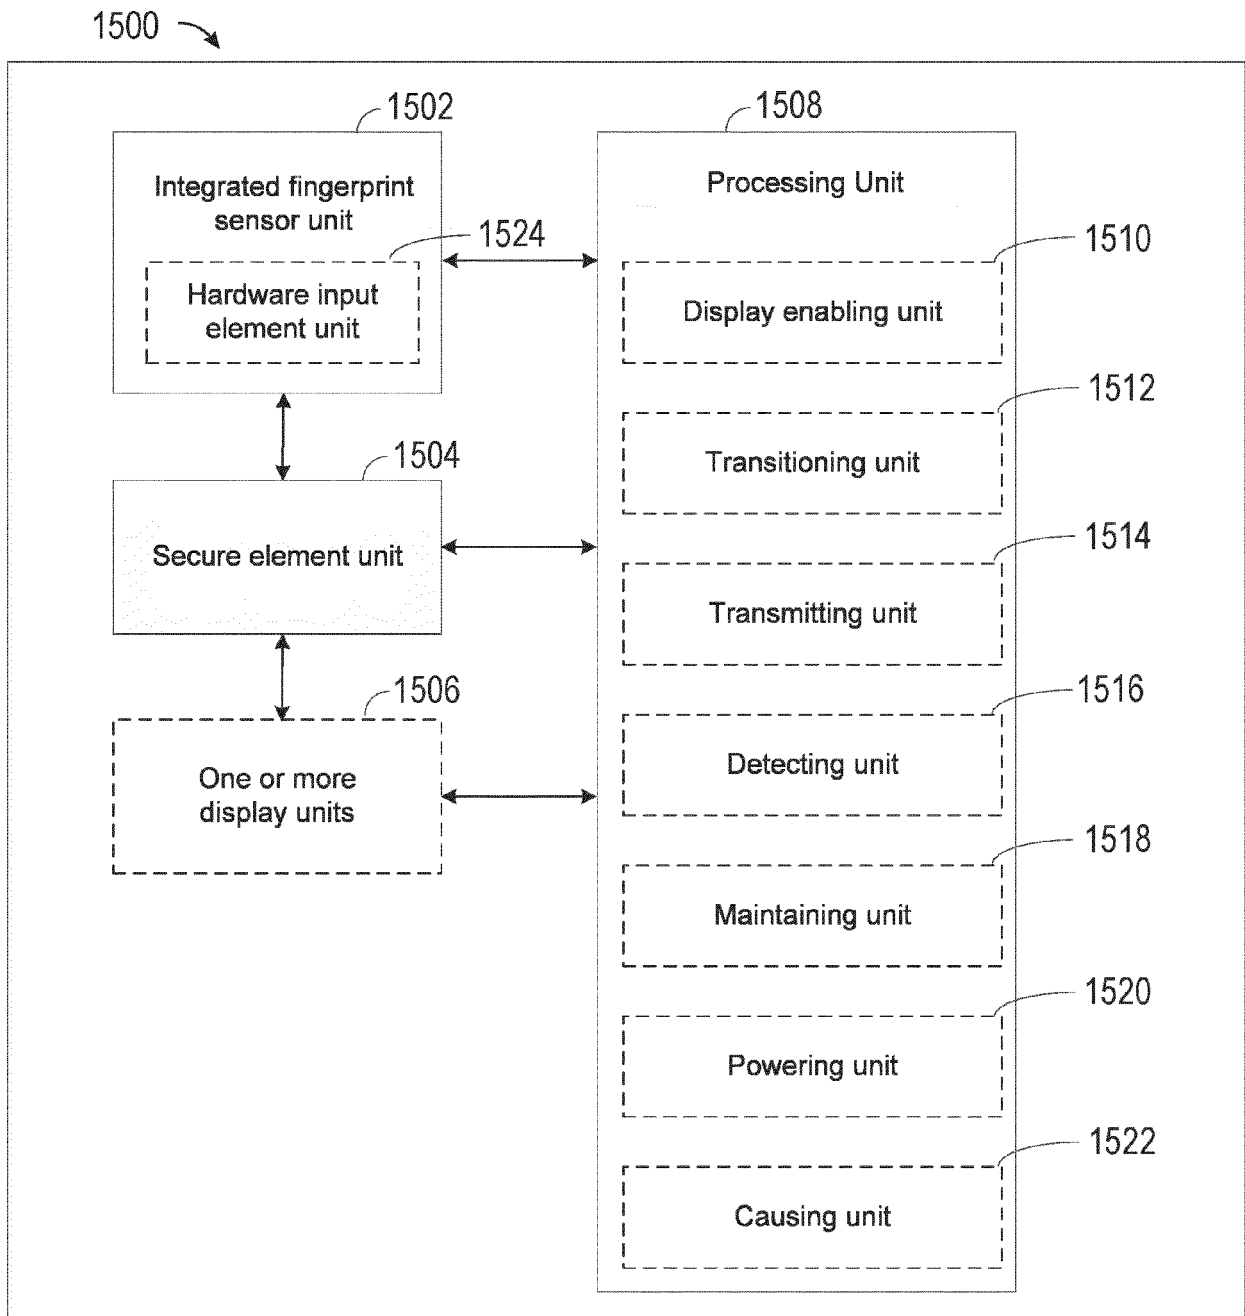 1500
1502
Integrated fingerprint
sensor unit
1524
Hardware input
element unit
1504
Secure element unit
1506
One or more
display units
1508
Processing Unit
1510
Display enabling unit
1512
Transitioning unit
1514
Transmitting unit
1516
Detecting unit
1518
Maintaining unit
1520
Powering unit
1522
Causing unit